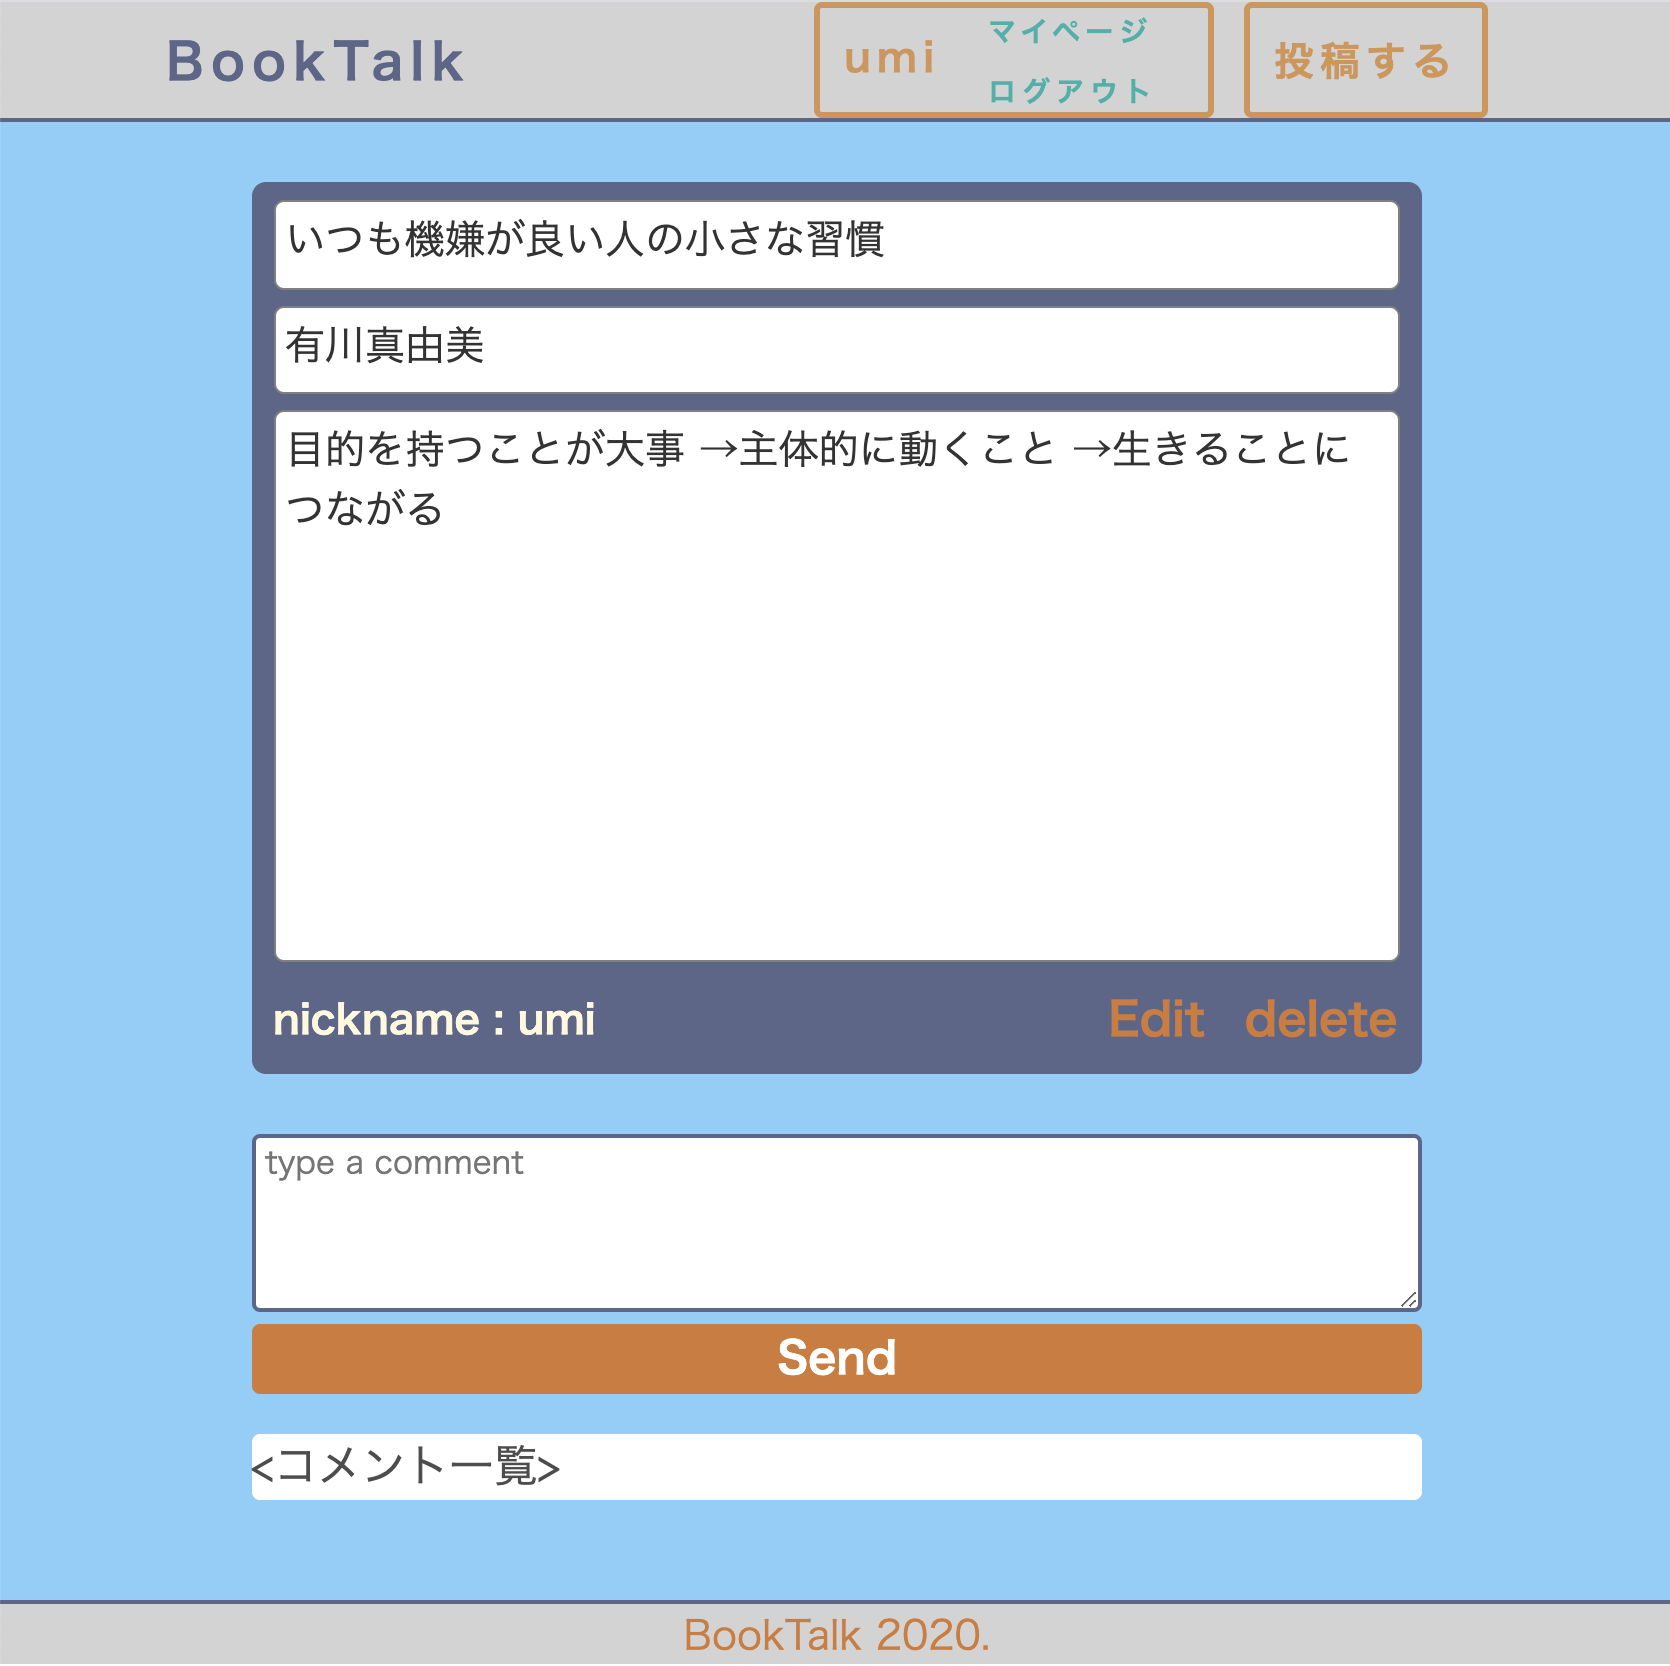 BookTalk
umi
マイページ
ログアウト
投稿する
いつも機嫌が良い人の小さな習慣
有川真由美
目的を持つことが大事 →主体的に動くこと →生きることに
つながる
nickname : umi
Edit delete
type a comment
Send
<コメント一覧>
BookTalk 2020.